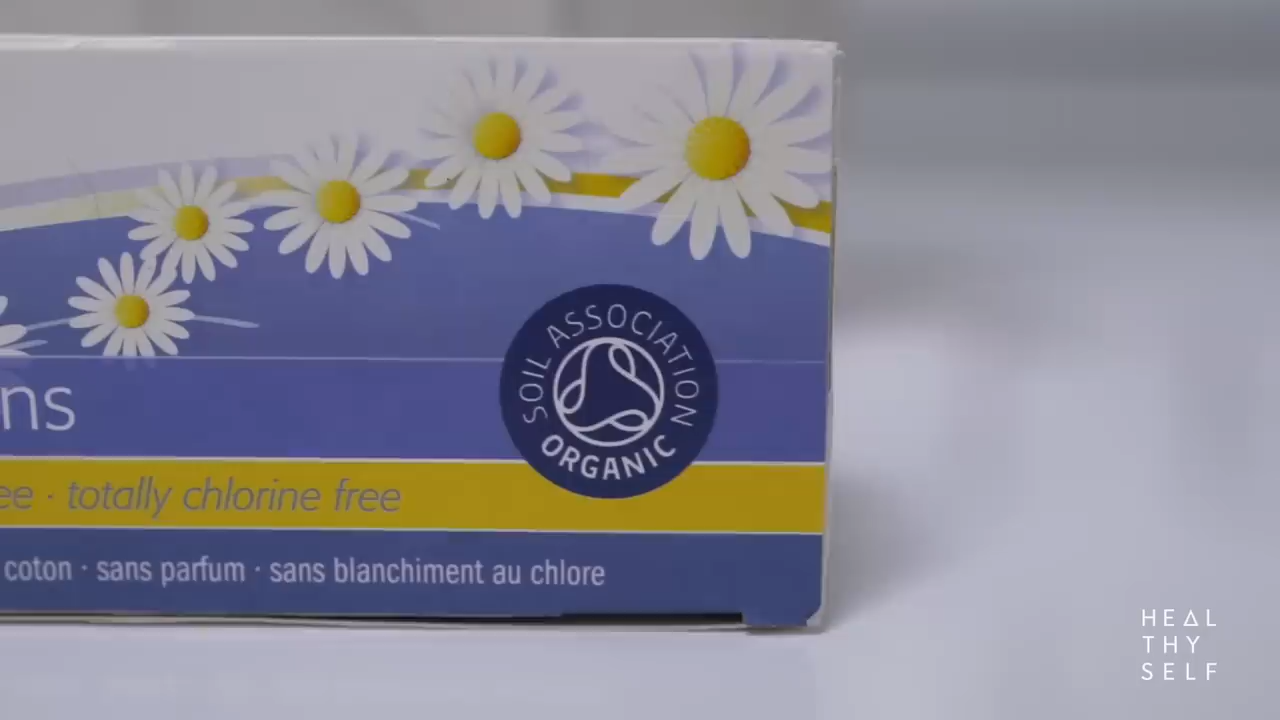 SOIL ASSOCIATION
ORGANIC
ns
ee · totally chlorine free
coton · sans parfum · sans blanchiment au chlore
HEAL
THY
SELF